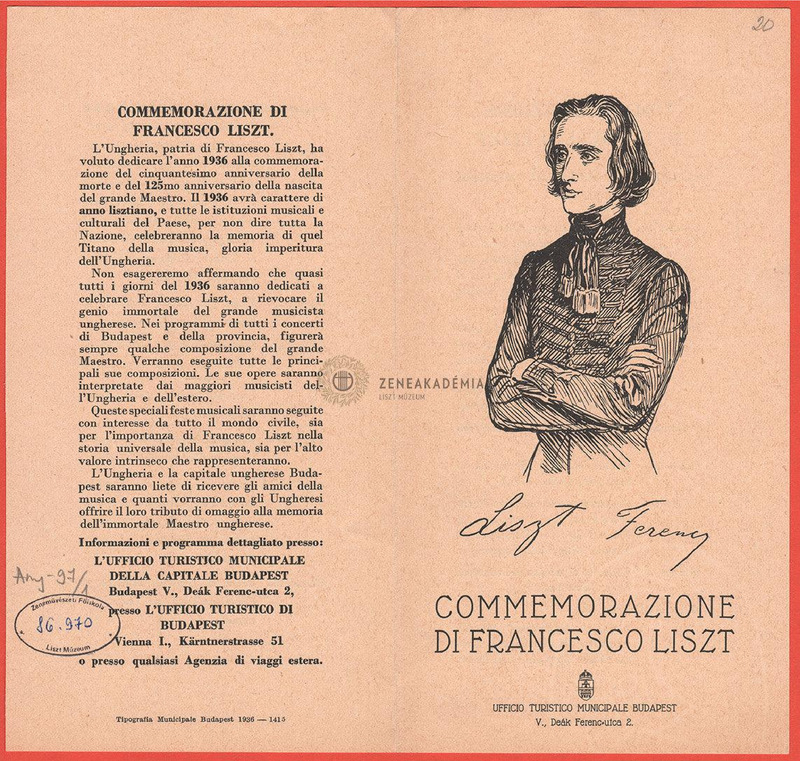 20
COMMEMORAZIONE DI
FRANCESCO LISZT.
L'Ungheria, patria di Francesco Liszt, ha
voluto dedicare l'anno 1936 alla commemora-
zione del cinquantesimo anniversario della
morte e del 125mo anniversario della nascita
del grande Maestro. Il 1936 avrà carattere di
anno lisztiano, e tutte le istituzioni musicali e
culturali del Paese, per non dire tutta la
Nazione, celebreranno la memoria di quel
Titano della musica, gloria imperitura
dell'Ungheria.
Non esagereremo affermando che quasi
tutti i giorni del 1936 saranno dedicati a
celebrare Francesco Liszt, a rievocare il
genio immortale del grande musicista
ungherese. Nei programmi di tutti i concerti
di Budapest e della provincia, figurerà
sempre qualche composizione del grande
Maestro. Verranno eseguite tutte le princi-
pali sue composizioni. Le sue opere saranno
interpretate dai maggiori musicisti del-
l'Ungheria e dell'estero.
Queste speciali feste musicali saranno seguite
con interesse da tutto il mondo civile, sia
per l'importanza di Francesco Liszt nella
storia universale della musica, sia per l'alto
valore intrinseco che rappresenteranno.
L'Ungheria e la capitale ungherese Buda-
pest saranno liete di ricevere gli amici della
musica e quanti vorranno con gli Ungheresi
offrire il loro tributo di omaggio alla memoria
dell'immortale Maestro ungherese.
Informazioni e programma dettagliato presso:
L'UFFICIO TURISTICO MUNICIPALE
DELLA CAPITALE BUDAPEST
Budapest V., Deák Ferenc-utca 2,
presso L'UFFICIO TURISTICO DI
BUDAPEST
Vienna I., Kärntnerstrasse 51
o presso qualsiasi Agenzia di viaggi estera.
Any-97/1
Zeneművészeti Főiskola
86.970
Liszt Múzeum
Tipografia Municipale Budapest 1936 — 1415
ZENEAKADÉMIA
LISZT MÚZEUM
Liszt Ferenc
COMMEMORAZIONE
DI FRANCESCO LISZT
UFFICIO TURISTICO MUNICIPALE BUDAPEST
V., Deák Ferenc-utca 2.